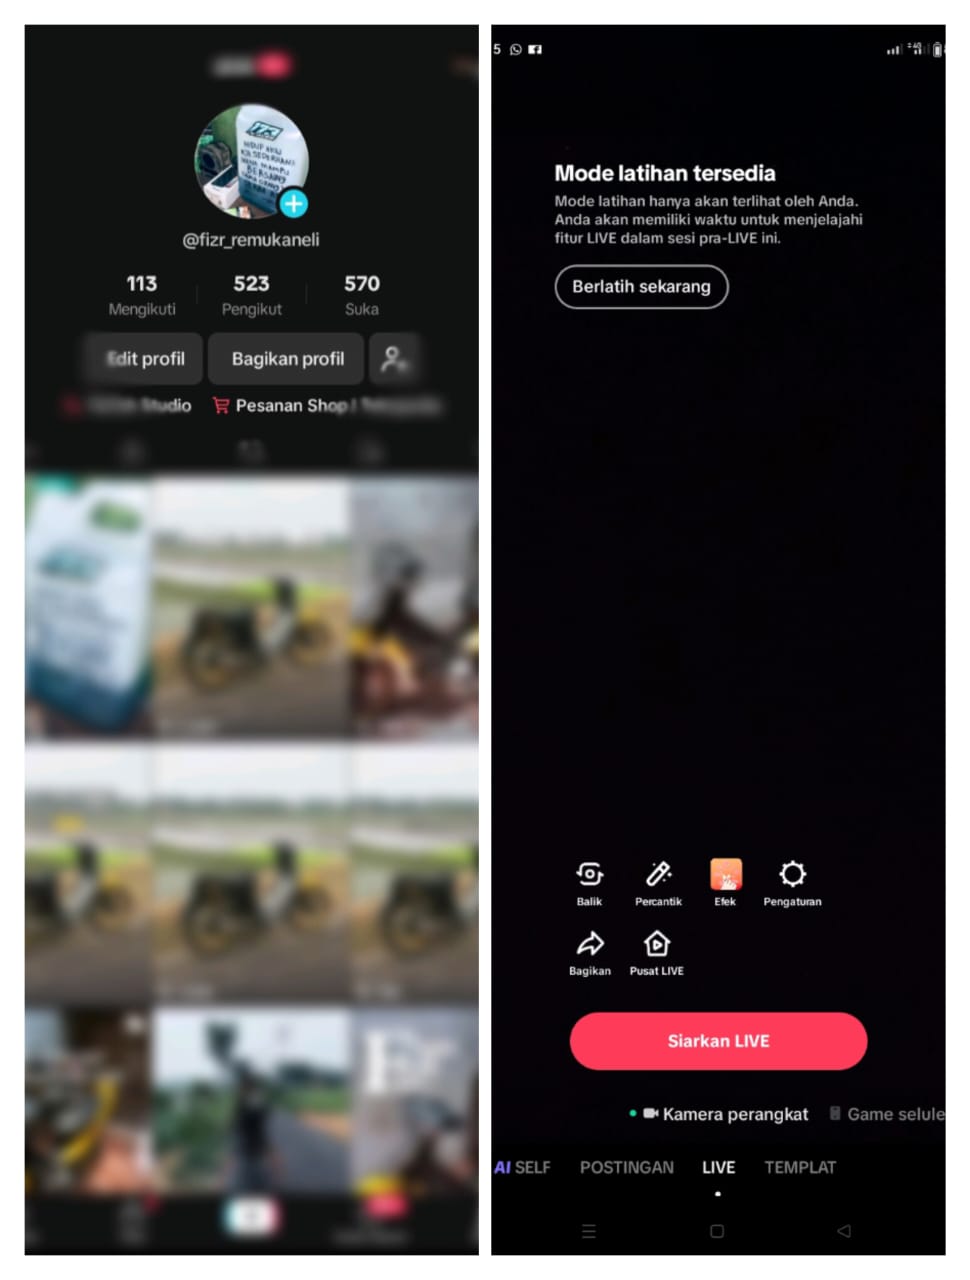 @fizr_remukaneli
113 523 570
Mengikuti Pengikut Suka
Edit profil Bagikan profil
Studio Pesanan Shop
5
Mode latihan tersedia
Mode latihan hanya akan terlihat oleh Anda.
Anda akan memiliki waktu untuk menjelajahi
fitur LIVE dalam sesi pra-LIVE ini.
Berlatih sekarang
Balik Percantik Efek Pengaturan
Bagikan Pusat LIVE
Siarkan LIVE
Kamera perangkat Game selule
AI SELF POSTINGAN LIVE TEMPLAT